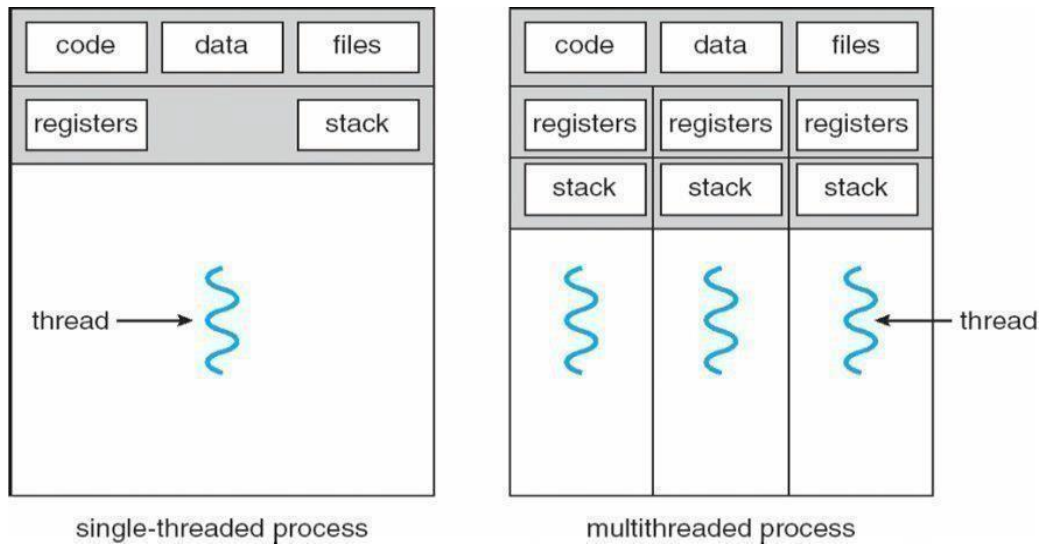 code data files code data files
registers stack registers registers registers
stack stack stack
thread thread
single-threaded process multithreaded process